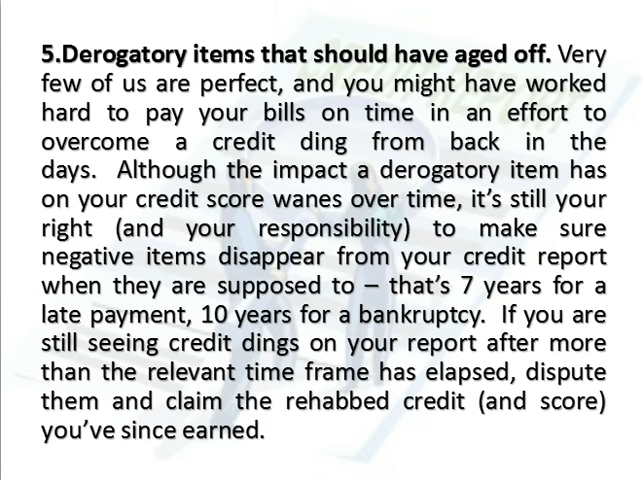 5.Derogatory items that should have aged off. Very
few of us are perfect, and you might have worked
hard to pay your bills on time in an effort to
overcome a credit ding from back in the
days.  Although the impact a derogatory item has
on your credit score wanes over time, it’s still your
right (and your responsibility) to make sure
negative items disappear from your credit report
when they are supposed to – that’s 7 years for a
late payment, 10 years for a bankruptcy.  If you are
still seeing credit dings on your report after more
than the relevant time frame has elapsed, dispute
them and claim the rehabbed credit (and score)
you’ve since earned.